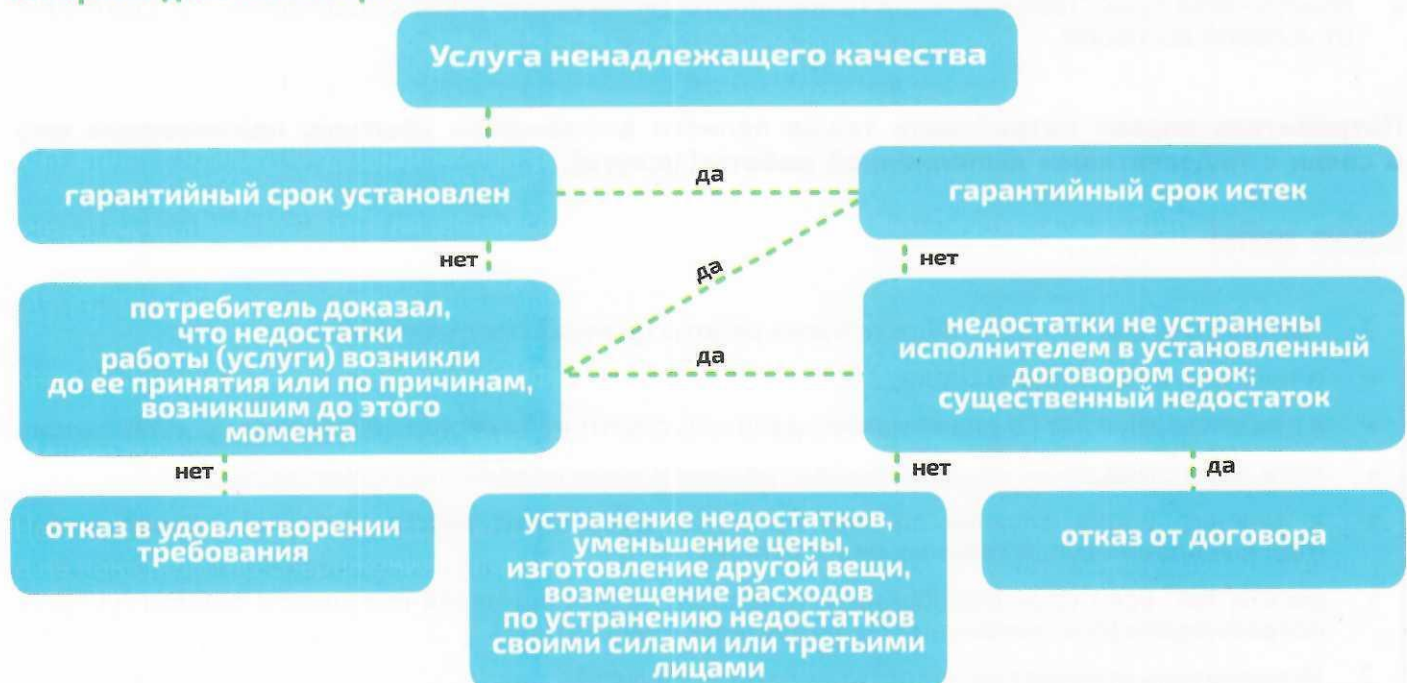 Услуга ненадлежащего качества
гарантийный срок установлен
да
гарантийный срок истек
нет
да
нет
потребитель доказал,
что недостатки
работы (услуги) возникли
до ее принятия или по причинам,
возникшим до этого
момента
да
недостатки не устранены
исполнителем в установленный
договором срок;
существенный недостаток
нет
нет
да
отказ в удовлетворении
требования
устранение недостатков,
уменьшение цены,
изготовление другой вещи,
возмещение расходов
по устранению недостатков
своими силами или третьими
лицами
отказ от договора